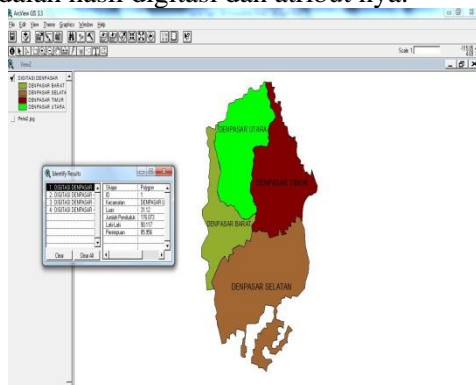 dalah hasil digitasi dan atribut nya.
ArcView GIS 3.3
File Edit View Theme Graphics Window Help
Scale 1:
View2
DIGITASI DENPASAR
DENPASAR BARAT
DENPASAR SELATA
DENPASAR TIMUR
DENPASAR UTARA
Peta2.jpg
DENPASAR UTARA
DENPASAR TIMUR
DENPASAR BARAT
DENPASAR SELATAN
Identify Results
1: DIGITASI DENPASAR
2: DIGITASI DENPASAR
3: DIGITASI DENPASAR
4: DIGITASI DENPASAR
Shape Polygon
ID 1
Kecamatan DENPASAR U
Luas 31.12
Jumlah Penduduk
Laki-Laki
Perempuan
Clear Clear All